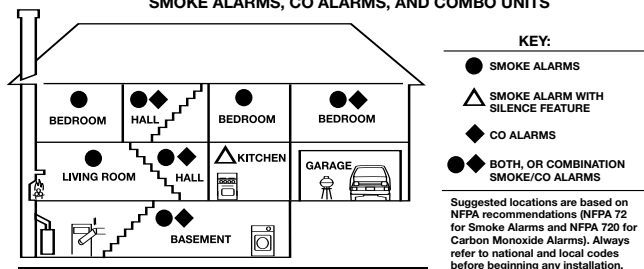 SMOKE ALARMS, CO ALARMS, AND COMBO UNITS
KEY:
SMOKE ALARMS
SMOKE ALARM WITH
SILENCE FEATURE
CO ALARMS
BOTH, OR COMBINATION
SMOKE/CO ALARMS
BEDROOM
HALL
BEDROOM
BEDROOM
LIVING ROOM
HALL
KITCHEN
GARAGE
BASEMENT
Suggested locations are based on
NFPA recommendations (NFPA 72
for Smoke Alarms and NFPA 720 for
Carbon Monoxide Alarms). Always
refer to national and local codes
before beginning any installation.